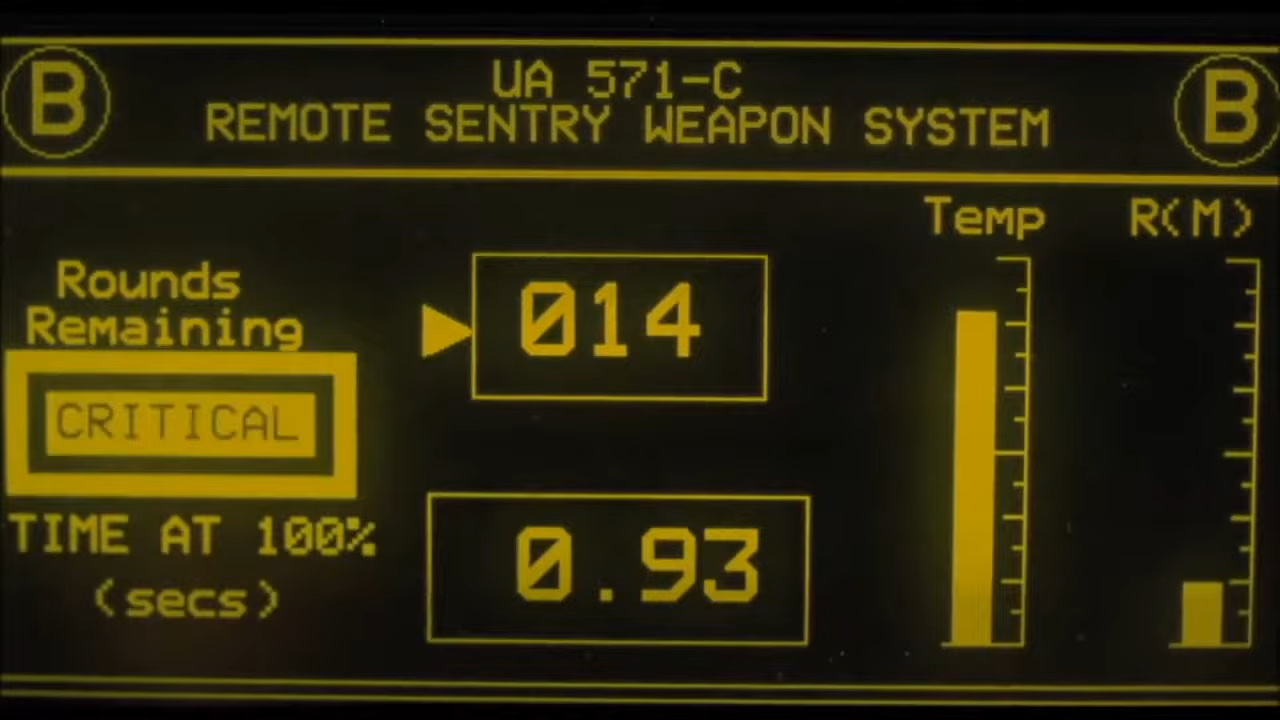 B
UA 571-C
B
REMOTE SENTRY WEAPON SYSTEM
Temp
R(M)
Rounds
Remaining
014
CRITICAL
TIME AT 100%
(secs)
0.93